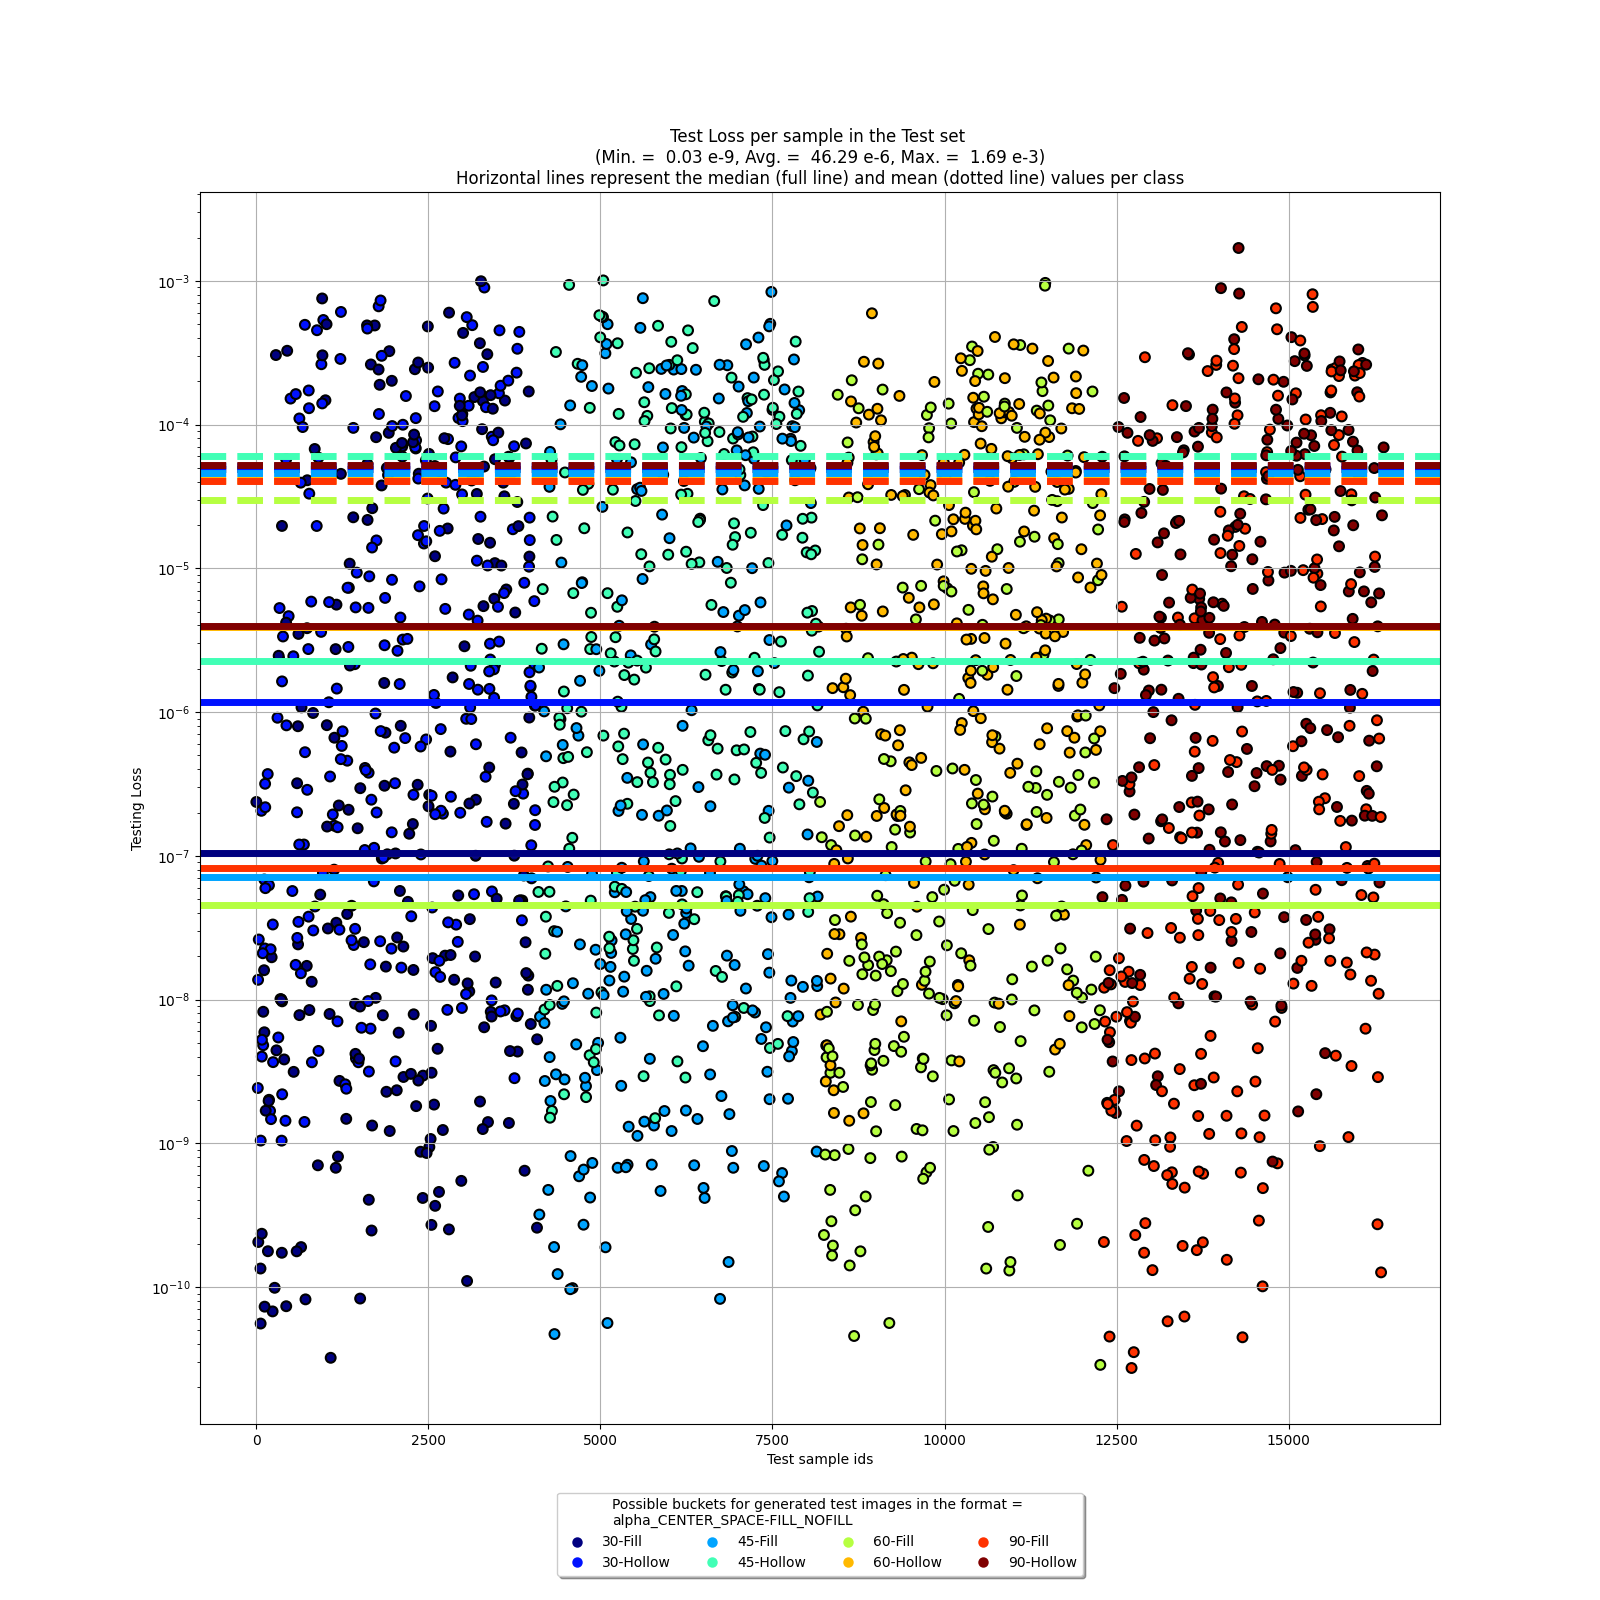 Test Loss per sample in the Test set
(Min. = 0.03 e-9, Avg. = 46.29 e-6, Max. = 1.69 e-3)
Horizontal lines represent the median (full line) and mean (dotted line) values per class
10⁻³
10⁻⁴
10⁻⁵
10⁻⁶
10⁻⁷
10⁻⁸
10⁻⁹
10⁻¹⁰
Testing Loss
0 2500 5000 7500 10000 12500 15000
Test sample ids
Possible buckets for generated test images in the format =
alpha_CENTER_SPACE-FILL_NOFILL
30-Fill 45-Fill 60-Fill 90-Fill
30-Hollow 45-Hollow 60-Hollow 90-Hollow